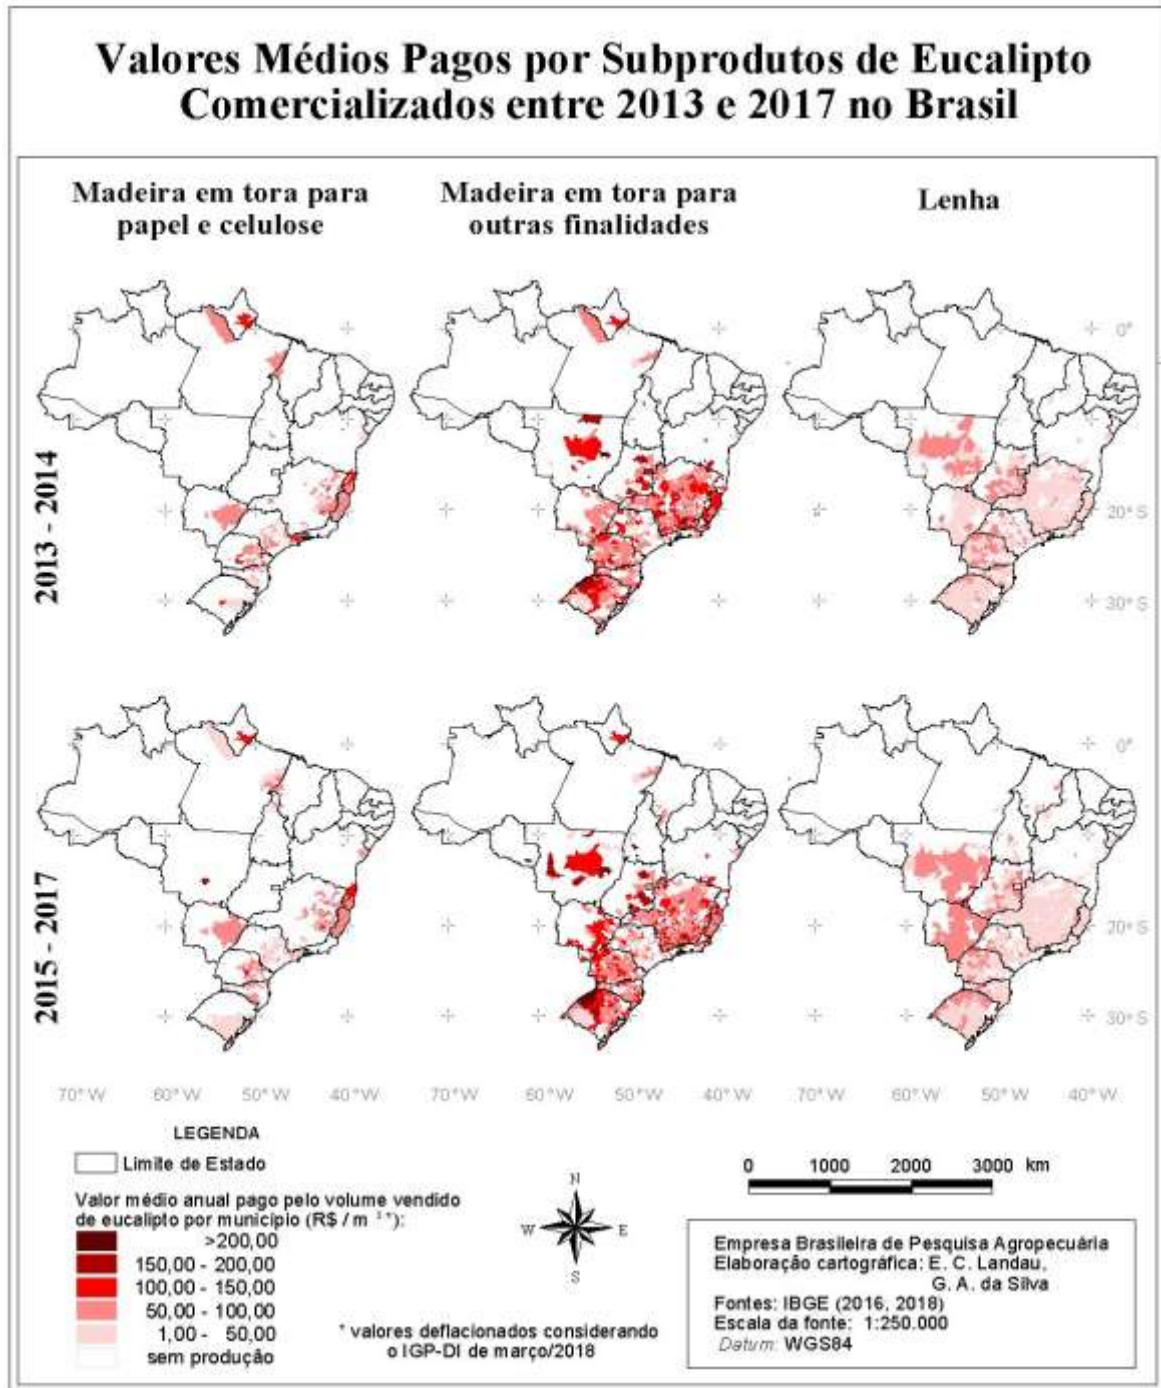 Valores Médios Pagos por Subprodutos de Eucalipto
Comercializados entre 2013 e 2017 no Brasil
Madeira em tora para
papel e celulose
Madeira em tora para
outras finalidades
Lenha
2013 - 2014
0°
20° S
30° S
2015 - 2017
0°
20° S
30° S
70° W 60° W 50° W 40° W 60° W 50° W 40° W 70° W 60° W 50° W 40° W
LEGENDA
Limite de Estado
Valor médio anual pago pelo volume vendido
de eucalipto por município (R$ / m ³*):
>200,00
150,00 - 200,00
100,00 - 150,00
50,00 - 100,00
1,00 - 50,00
sem produção
N
W E
S
* valores deflacionados considerando
o IGP-DI de março/2018
0 1000 2000 3000 km
Empresa Brasileira de Pesquisa Agropecuária
Elaboração cartográfica: E. C. Landau,
G. A. da Silva
Fontes: IBGE (2016, 2018)
Escala da fonte: 1:250.000
Datum: WGS84